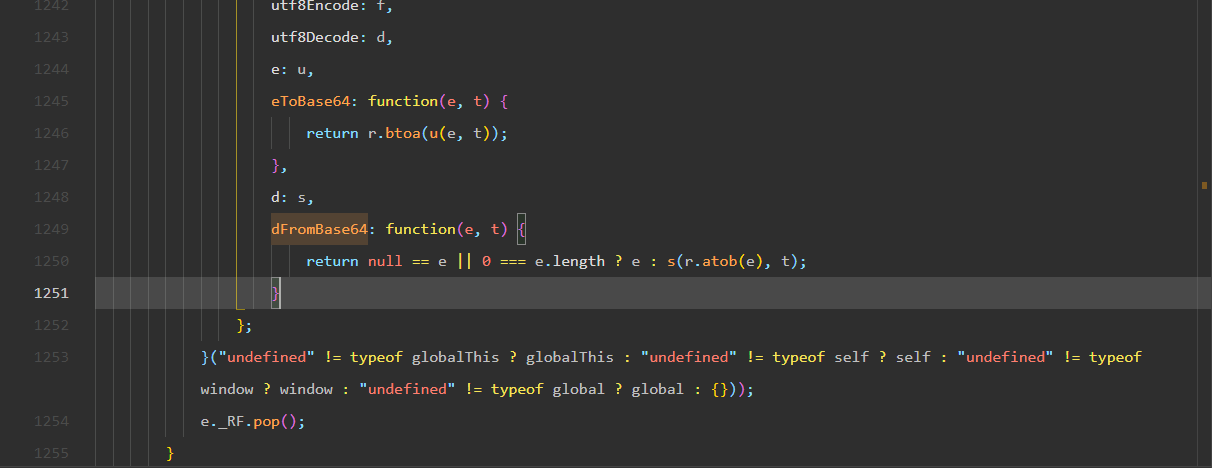 1242 utf8Encode: f,
1243 utf8Decode: d,
1244 e: u,
1245 eToBase64: function(e, t) {
1246 return r.btoa(u(e, t));
1247 },
1248 d: s,
1249 dFromBase64: function(e, t) {
1250 return null == e || 0 === e.length ? e : s(r.atob(e), t);
1251 }
1252 };
1253 }("undefined" != typeof globalThis ? globalThis : "undefined" != typeof self ? self : "undefined" != typeof
window ? window : "undefined" != typeof global ? global : {}));
1254 e._RF.pop();
1255 }